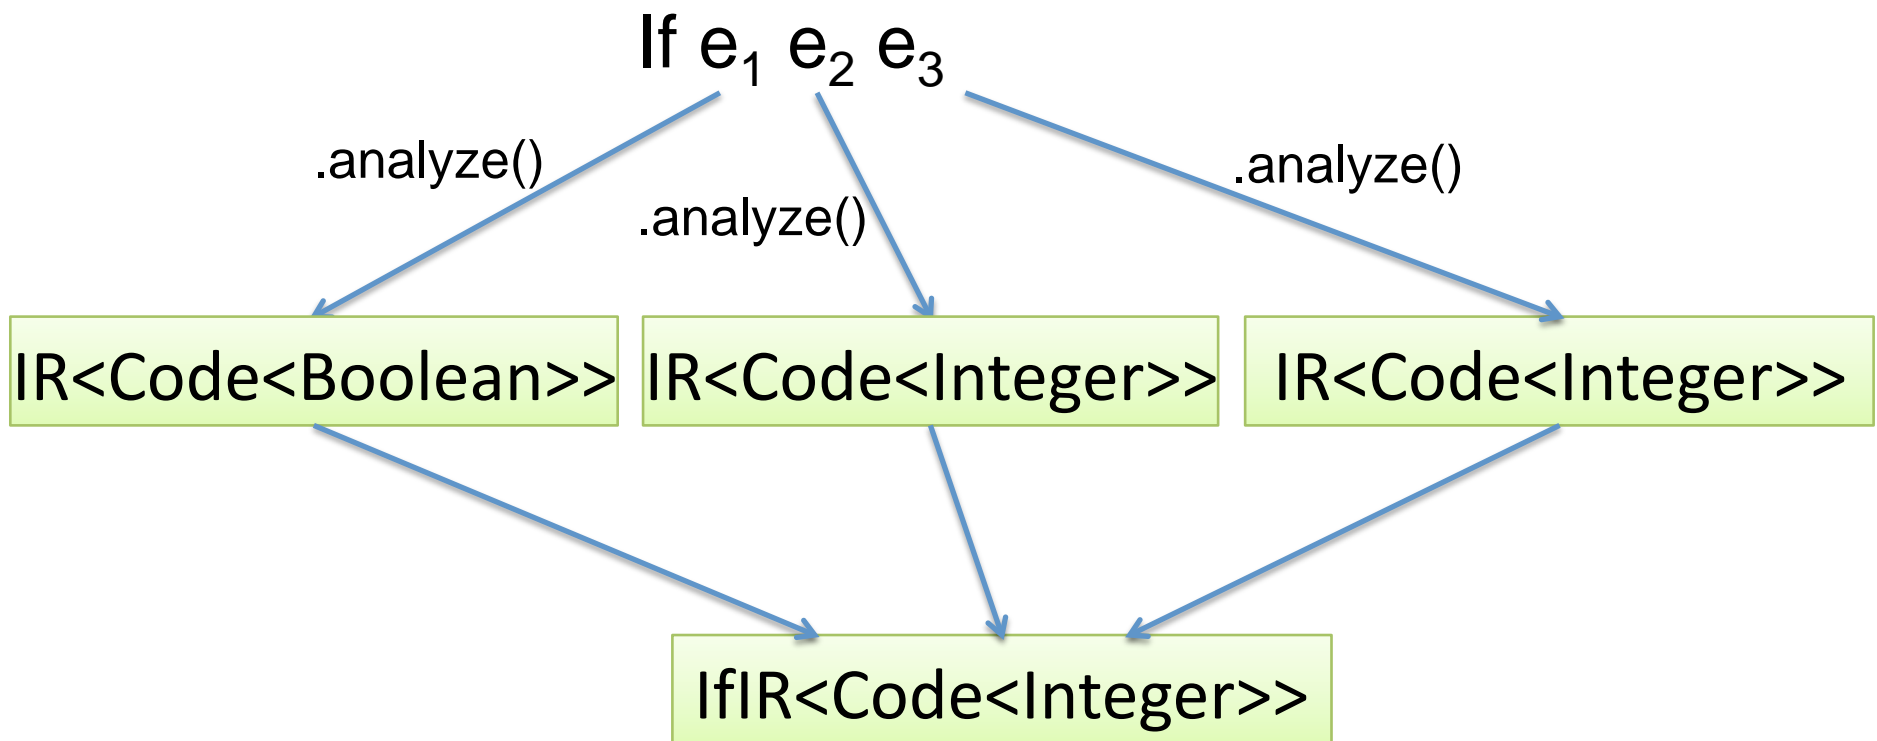 If e₁ e₂ e₃
.analyze()
.analyze()
.analyze()
IR<Code<Boolean>>
IR<Code<Integer>>
IR<Code<Integer>>
IfIR<Code<Integer>>